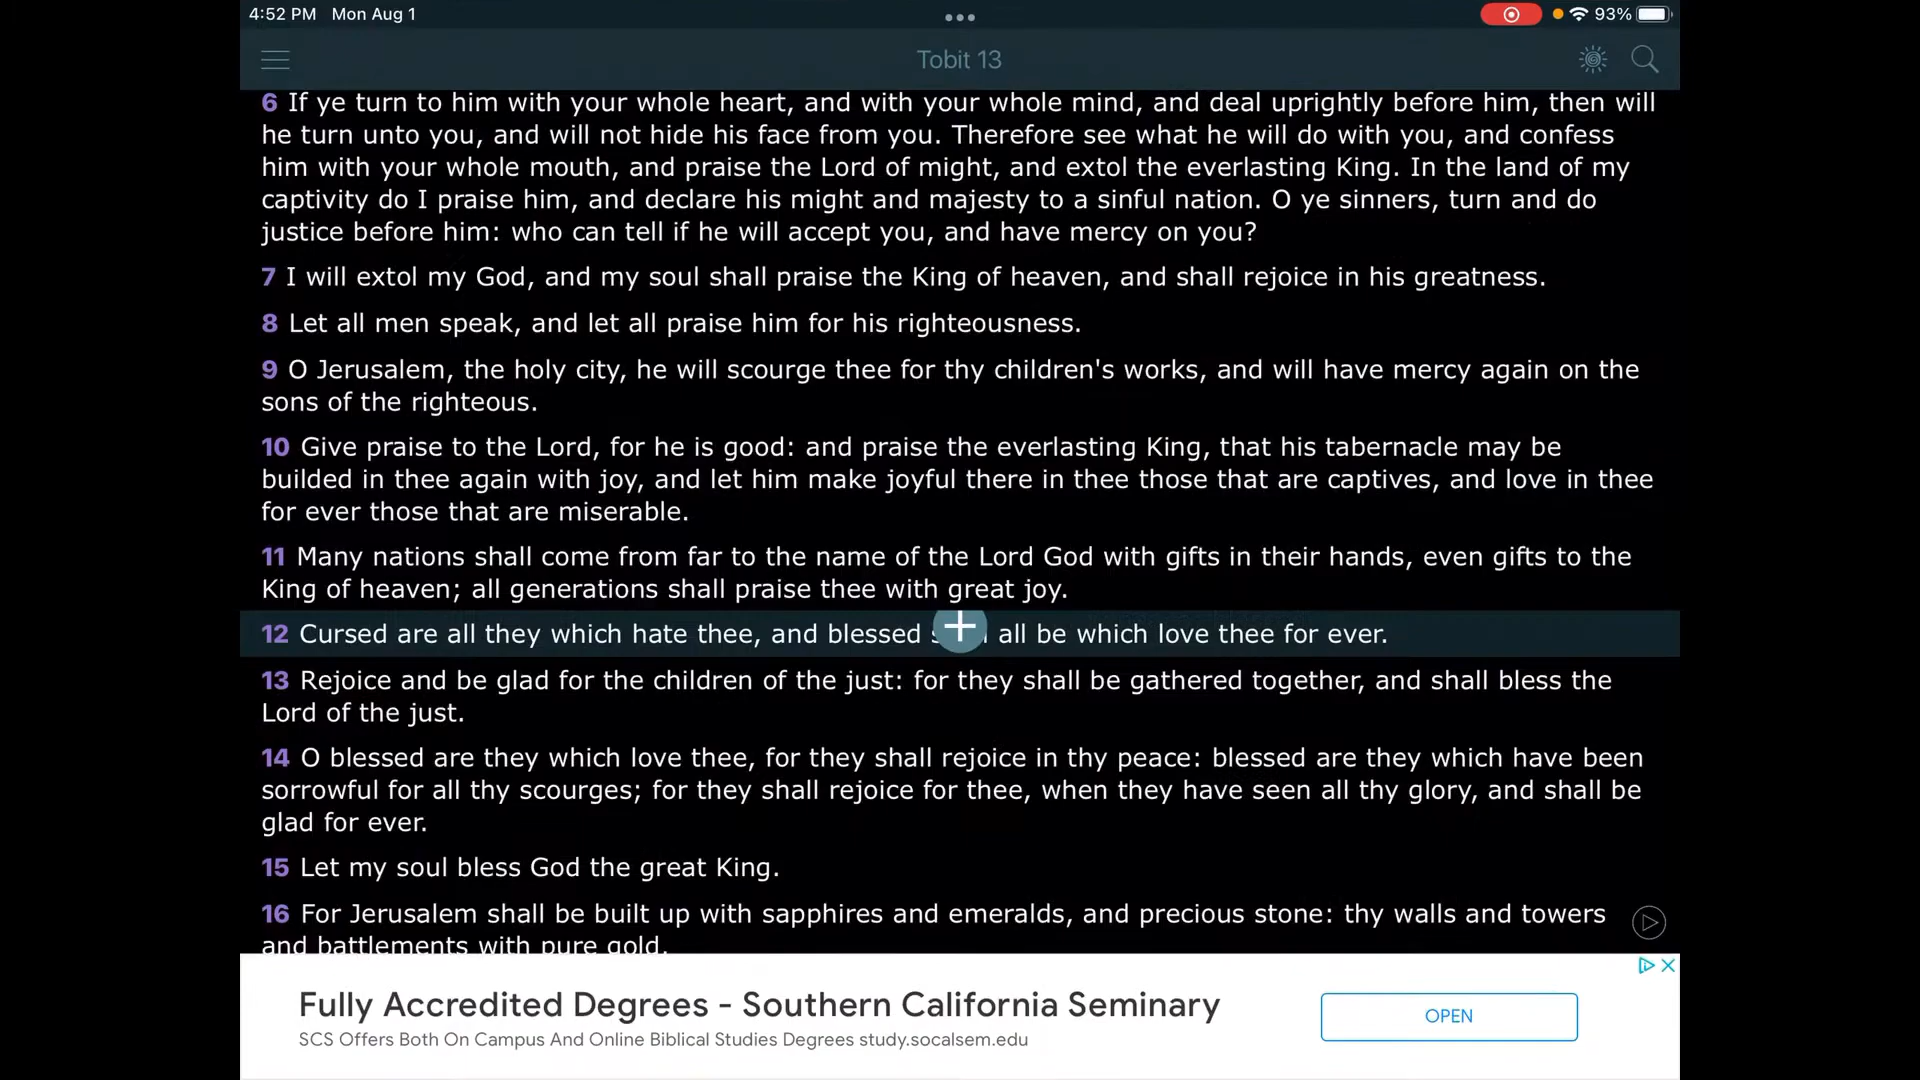 4:52 PM Mon Aug 1
93%
Tobit 13
6 If ye turn to him with your whole heart, and with your whole mind, and deal uprightly before him, then will
he turn unto you, and will not hide his face from you. Therefore see what he will do with you, and confess
him with your whole mouth, and praise the Lord of might, and extol the everlasting King. In the land of my
captivity do I praise him, and declare his might and majesty to a sinful nation. O ye sinners, turn and do
justice before him: who can tell if he will accept you, and have mercy on you?
7 I will extol my God, and my soul shall praise the King of heaven, and shall rejoice in his greatness.
8 Let all men speak, and let all praise him for his righteousness.
9 O Jerusalem, the holy city, he will scourge thee for thy children's works, and will have mercy again on the
sons of the righteous.
10 Give praise to the Lord, for he is good: and praise the everlasting King, that his tabernacle may be
builded in thee again with joy, and let him make joyful there in thee those that are captives, and love in thee
for ever those that are miserable.
11 Many nations shall come from far to the name of the Lord God with gifts in their hands, even gifts to the
King of heaven; all generations shall praise thee with great joy.
12 Cursed are all they which hate thee, and blessed all be which love thee for ever.
13 Rejoice and be glad for the children of the just: for they shall be gathered together, and shall bless the
Lord of the just.
14 O blessed are they which love thee, for they shall rejoice in thy peace: blessed are they which have been
sorrowful for all thy scourges; for they shall rejoice for thee, when they have seen all thy glory, and shall be
glad for ever.
15 Let my soul bless God the great King.
16 For Jerusalem shall be built up with sapphires and emeralds, and precious stone: thy walls and towers
and battlements with pure gold.
Fully Accredited Degrees - Southern California Seminary
SCS Offers Both On Campus And Online Biblical Studies Degrees study.socalsem.edu
OPEN